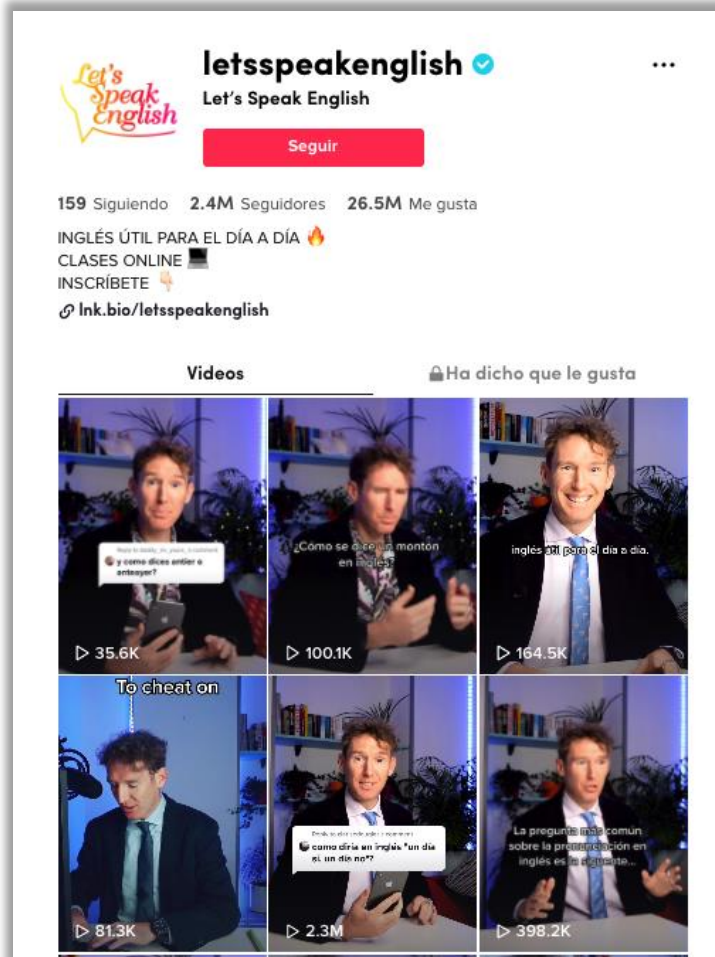 Let's
Speak
English
letsspeakenglish
Let's Speak English
Seguir
159 Siguiendo 2.4M Seguidores 26.5M Me gusta
INGLÉS ÚTIL PARA EL DÍA A DÍA 🔥
CLASES ONLINE 💻
INSCRÍBETE 👇🏻
lnk.bio/letsspeakenglish
Videos
Ha dicho que le gusta
y como dices antier o
anteayer?
35.6K
¿Cómo se dice un montón
en inglés?
100.1K
inglés útil para el día a día.
164.5K
To cheat on
81.3K
como diria en inglés "un día
si, un día no"?
2.3M
La pregunta más común
sobre la pronunciación en
inglés es la siguiente...
398.2K